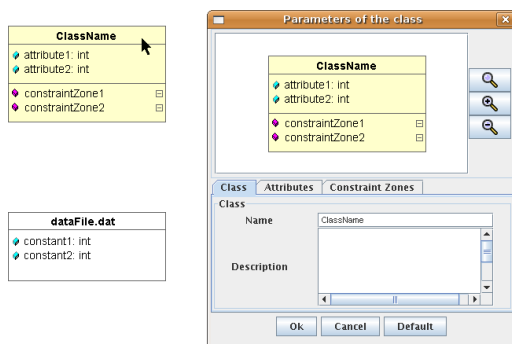 ClassName
attribute1: int
attribute2: int
constraintZone1
constraintZone2
dataFile.dat
constant1: int
constant2: int
Parameters of the class
ClassName
attribute1: int
attribute2: int
constraintZone1
constraintZone2
Class Attributes Constraint Zones
Class
Name ClassName
Description
Ok Cancel Default